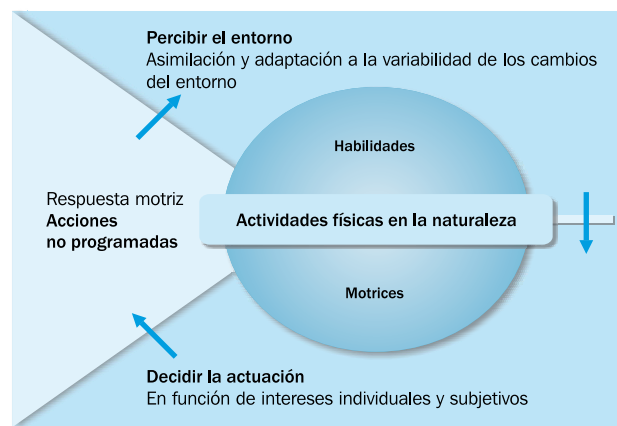 Percibir el entorno
Asimilación y adaptación a la variabilidad de los cambios
del entorno
Habilidades
Respuesta motriz
Acciones
no programadas
Actividades físicas en la naturaleza
Motrices
Decidir la actuación
En función de intereses individuales y subjetivos